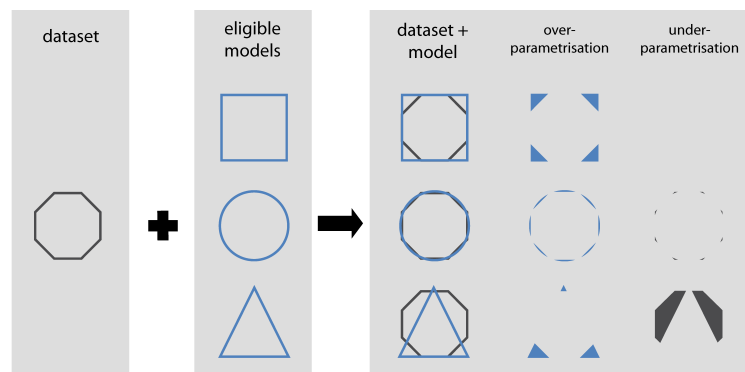 dataset
eligible
models
dataset +
model
over-
parametrisation
under-
parametrisation